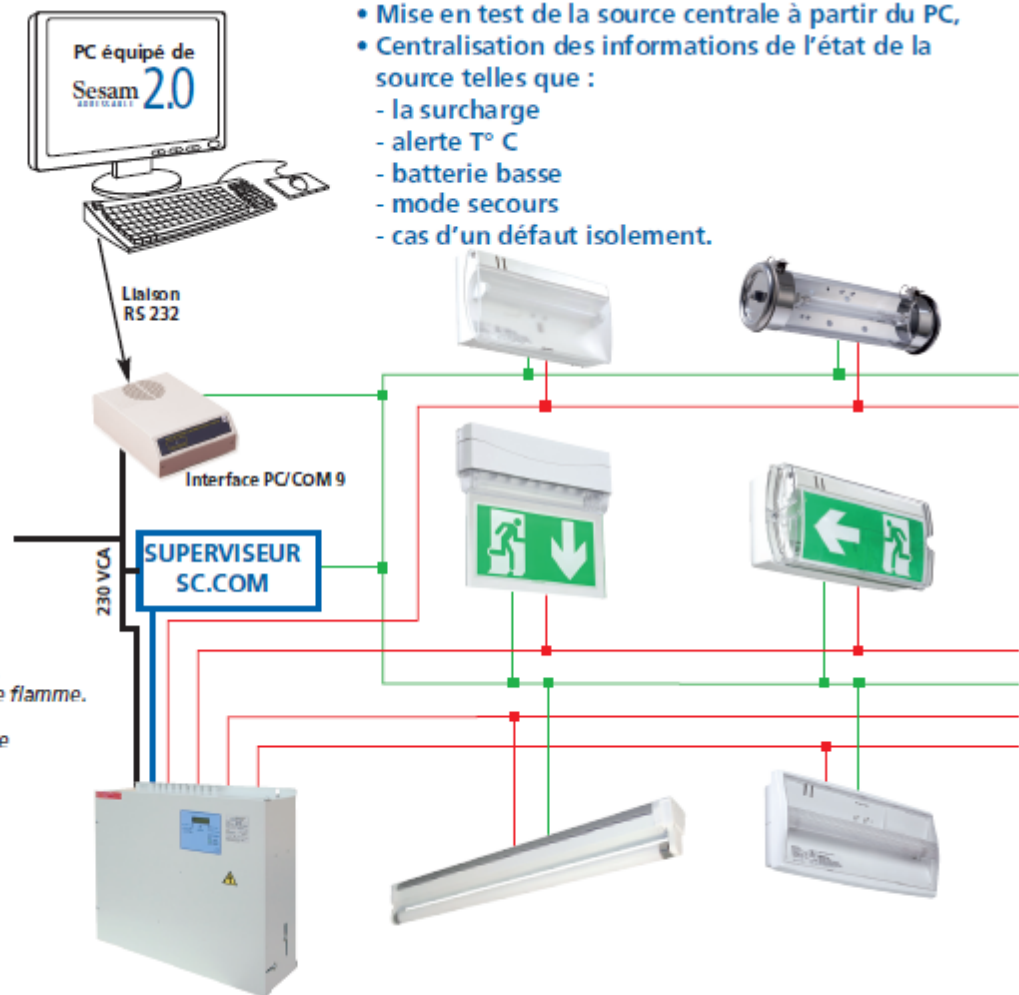 • Mise en test de la source centrale à partir du PC,
• Centralisation des informations de l'état de la
source telles que :
- la surcharge
- alerte T° C
- batterie basse
- mode secours
- cas d'un défaut isolement.
PC équipé de
Sesam 2.0
ADRESSABLE
Liaison
RS 232
Interface PC/COM 9
230 VCA
SUPERVISEUR
SC.COM
e flamme.
e